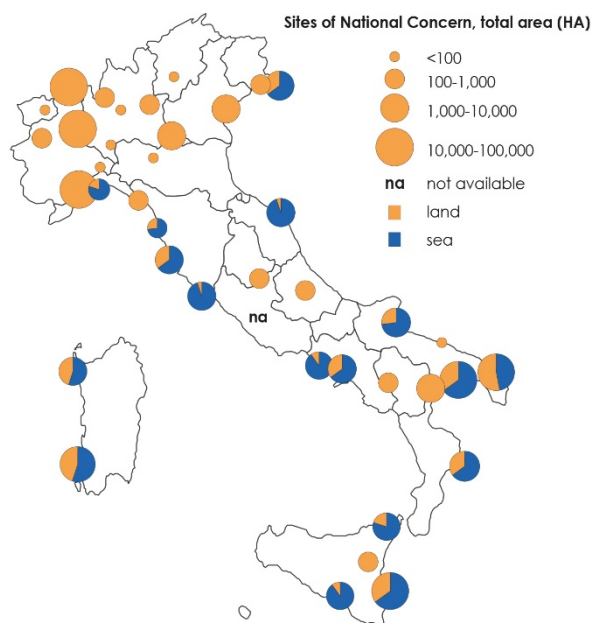 Sites of National Concern, total area (HA)
<100
100-1,000
1,000-10,000
10,000-100,000
na not available
land
sea
na